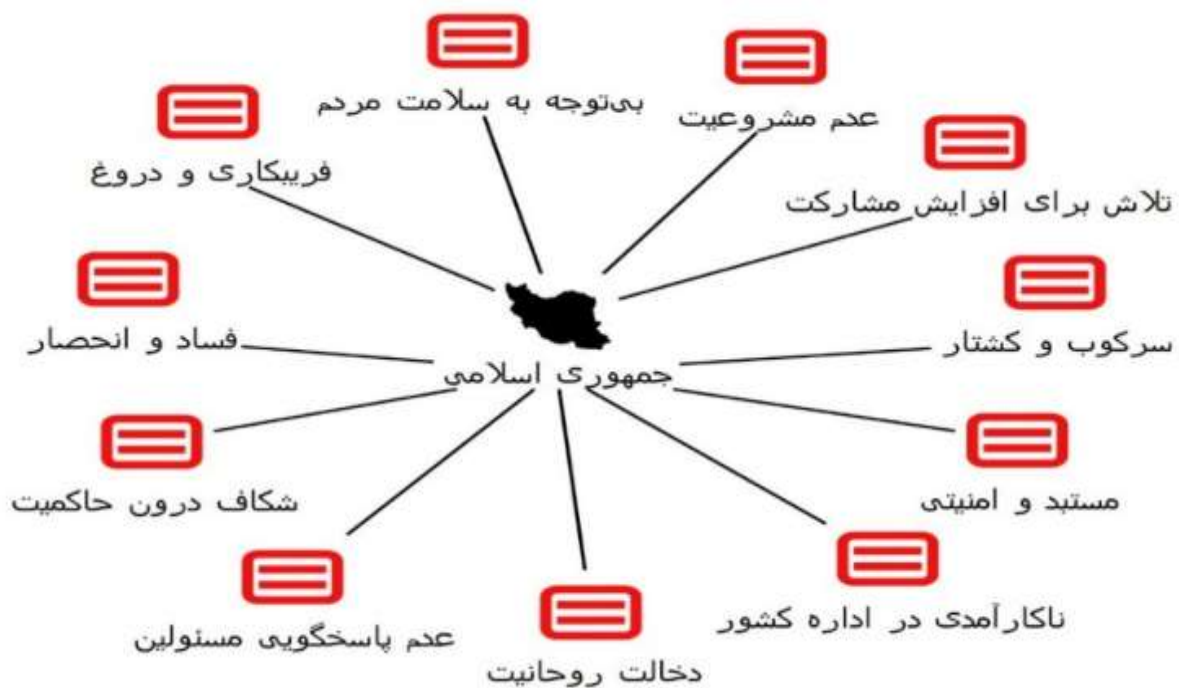 بی‌توجه به سلامت مردم
عدم مشروعیت
فریبکاری و دروغ
تلاش برای افزایش مشارکت
فساد و انحصار
سرکوب و کشتار
جمهوری اسلامی
شکاف درون حاکمیت
مستبد و امنیتی
عدم پاسخگویی مسئولین
ناکارآمدی در اداره کشور
دخالت روحانیت